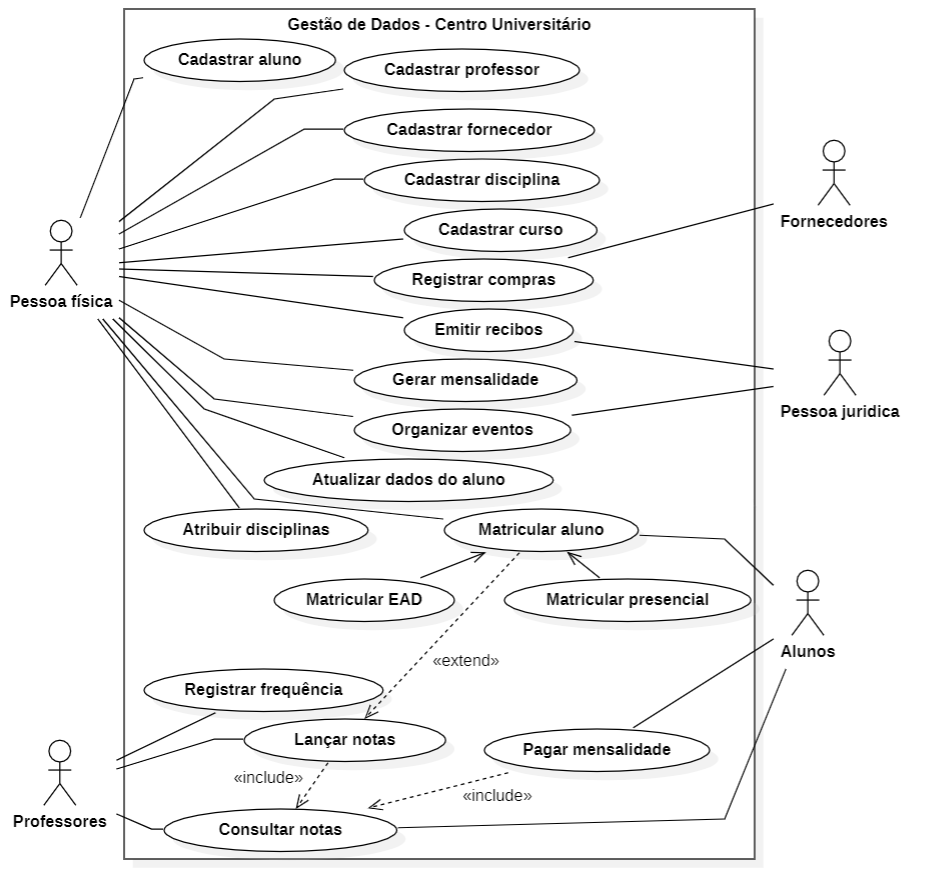 Gestão de Dados - Centro Universitário
Cadastrar aluno
Cadastrar professor
Cadastrar fornecedor
Cadastrar disciplina
Fornecedores
Cadastrar curso
Registrar compras
Pessoa física
Emitir recibos
Gerar mensalidade
Pessoa juridica
Organizar eventos
Atualizar dados do aluno
Atribuir disciplinas
Matricular aluno
Matricular EAD
Matricular presencial
Alunos
«extend»
Registrar frequência
Lançar notas
Pagar mensalidade
«include»
«include»
Professores
Consultar notas